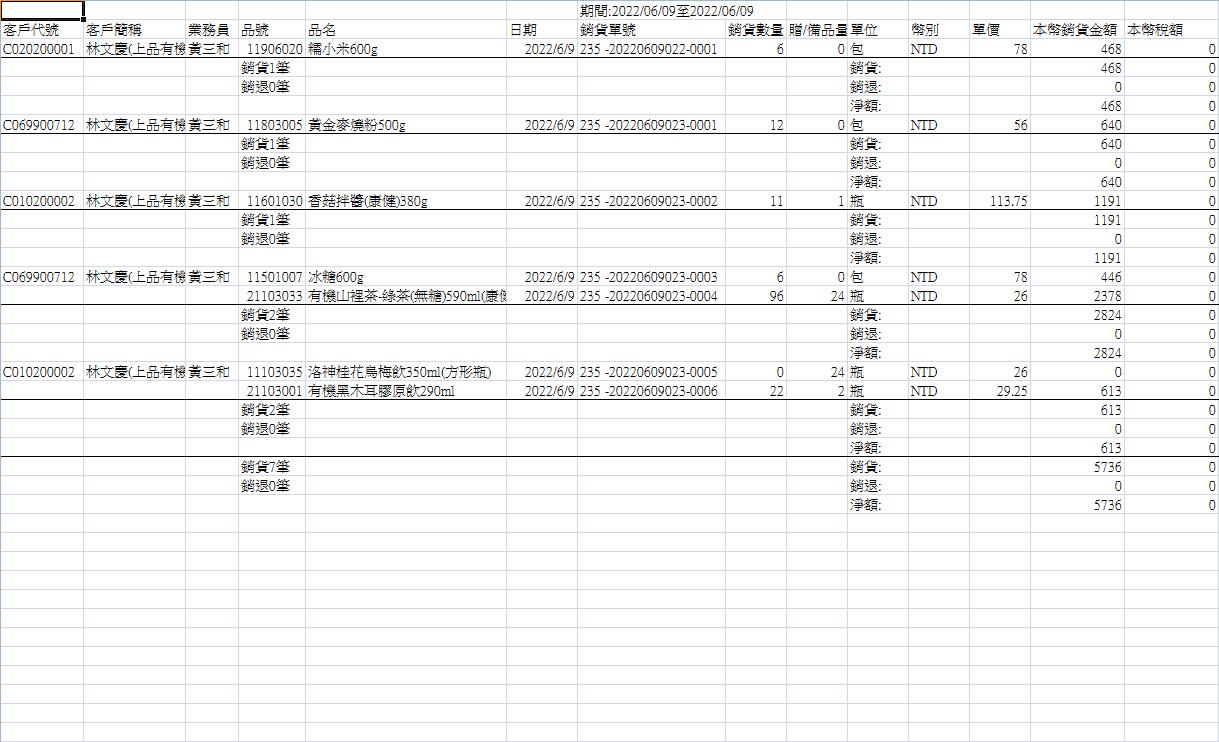 期間:2022/06/09至2022/06/09
客戶代號 客戶簡稱 業務員 品號 品名 日期 銷貨單號 銷貨數量 贈/備品量 單位 幣別 單價 本幣銷貨金額 本幣稅額
C020200001 林文慶(上品有機 黃三和 11906020 糯小米600g 2022/6/9 235 -20220609022-0001 6 0 包 NTD 78 468 0
銷貨1筆 銷貨: 468 0
銷退0筆 銷退: 0 0
淨額: 468 0
C069900712 林文慶(上品有機 黃三和 11803005 黃金麥燒粉500g 2022/6/9 235 -20220609023-0001 12 0 包 NTD 56 640 0
銷貨1筆 銷貨: 640 0
銷退0筆 銷退: 0 0
淨額: 640 0
C010200002 林文慶(上品有機 黃三和 11601030 香菇拌醬(康健)380g 2022/6/9 235 -20220609023-0002 11 1 瓶 NTD 113.75 1191 0
銷貨1筆 銷貨: 1191 0
銷退0筆 銷退: 0 0
淨額: 1191 0
C069900712 林文慶(上品有機 黃三和 11501007 冰糖600g 2022/6/9 235 -20220609023-0003 6 0 包 NTD 78 446 0
21103033 有機山裡茶-綠茶(無糖)590ml(康健 2022/6/9 235 -20220609023-0004 96 24 瓶 NTD 26 2378 0
銷貨2筆 銷貨: 2824 0
銷退0筆 銷退: 0 0
淨額: 2824 0
C010200002 林文慶(上品有機 黃三和 11103035 洛神桂花烏梅飲350ml(方形瓶) 2022/6/9 235 -20220609023-0005 0 24 瓶 NTD 26 0 0
21103001 有機黑木耳膠原飲290ml 2022/6/9 235 -20220609023-0006 22 2 瓶 NTD 29.25 613 0
銷貨2筆 銷貨: 613 0
銷退0筆 銷退: 0 0
淨額: 613 0
銷貨7筆 銷貨: 5736 0
銷退0筆 銷退: 0 0
淨額: 5736 0